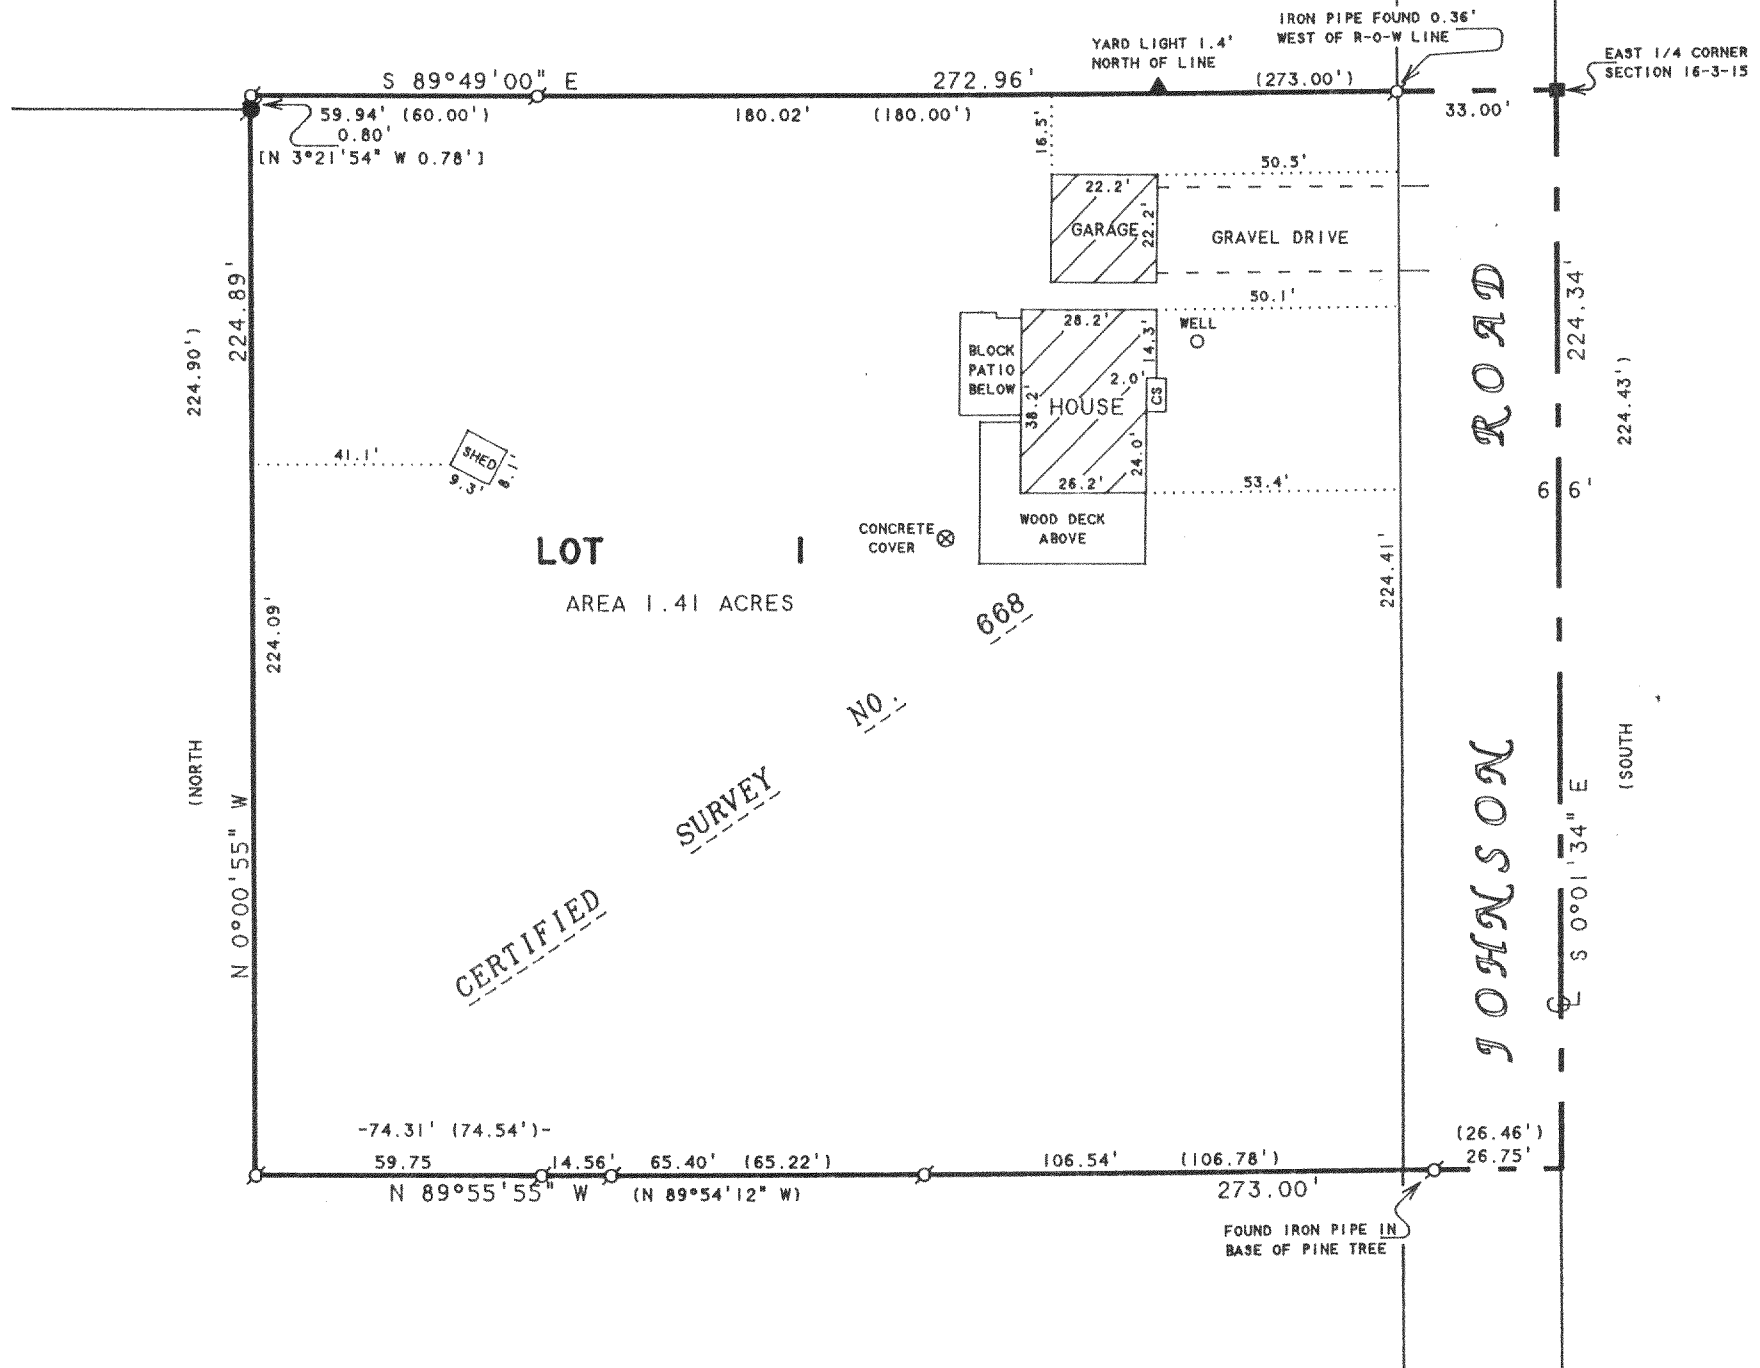 IRON PIPE FOUND 0.36'
WEST OF R-O-W LINE
YARD LIGHT 1.4'
NORTH OF LINE
EAST 1/4 CORNER
SECTION 16-3-15
S 89°49'00" E
272.96'
(273.00')
33.00'
59.94' (60.00')
0.80'
[N 3°21'54" W 0.78']
180.02' (180.00')
16.5'
50.5'
22.2'
GARAGE
22.2'
GRAVEL DRIVE
50.1'
28.2'
WELL
14.3'
BLOCK
PATIO
BELOW
2.0'
CS
HOUSE
38.2'
24.0'
26.2'
53.4'
WOOD DECK
ABOVE
CONCRETE
COVER
224.89'
224.90')
41.1'
SHED
9.3'
8.1'
LOT 1
AREA 1.41 ACRES
224.09'
224.41'
ROAD
224.34'
224.43')
66'
668
NO.
SURVEY
CERTIFIED
(NORTH
N 0°00'55" W
JOHNSON
S 0°01'34" E
(SOUTH
CL
-74.31' (74.54')-
59.75
14.56'
65.40' (65.22')
106.54' (106.78')
(26.46')
26.75'
N 89°55'55" W (N 89°54'12" W)
273.00'
FOUND IRON PIPE IN
BASE OF PINE TREE